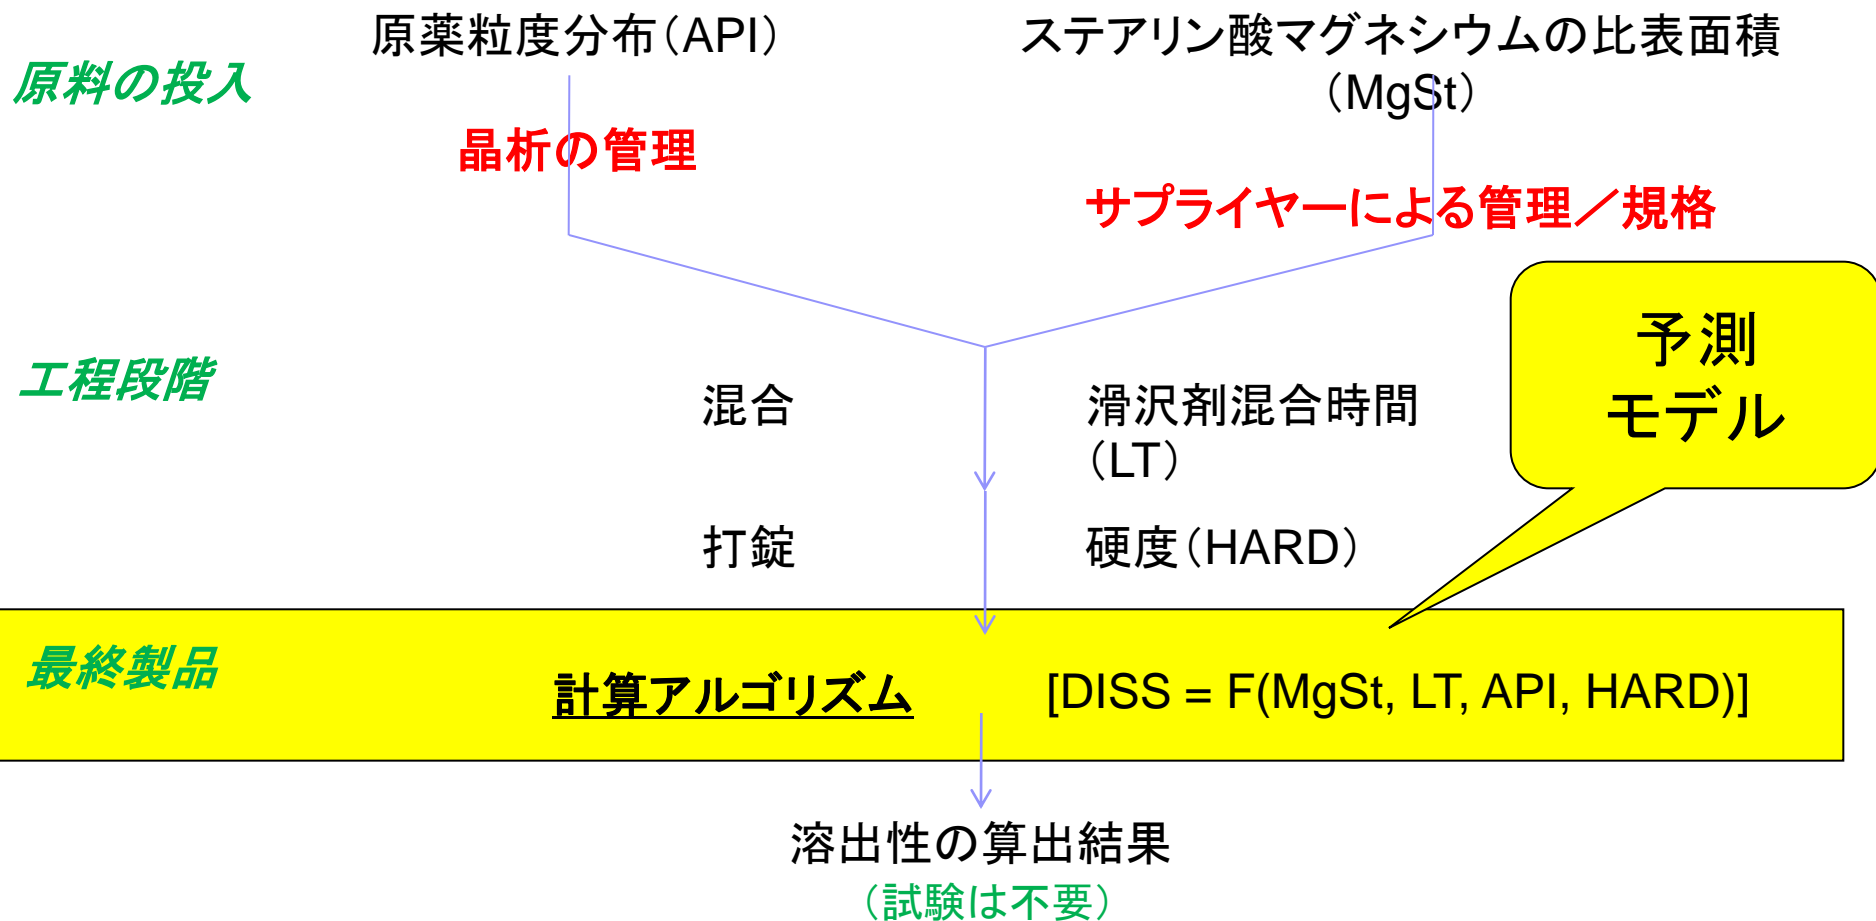 原薬粒度分布（API）
ステアリン酸マグネシウムの比表面積
（MgSt）
原料の投入
晶析の管理
サプライヤーによる管理／規格
予測
モデル
工程段階
混合
滑沢剤混合時間
（LT）
打錠
硬度（HARD）
最終製品
計算アルゴリズム
[DISS = F(MgSt, LT, API, HARD)]
溶出性の算出結果
（試験は不要）